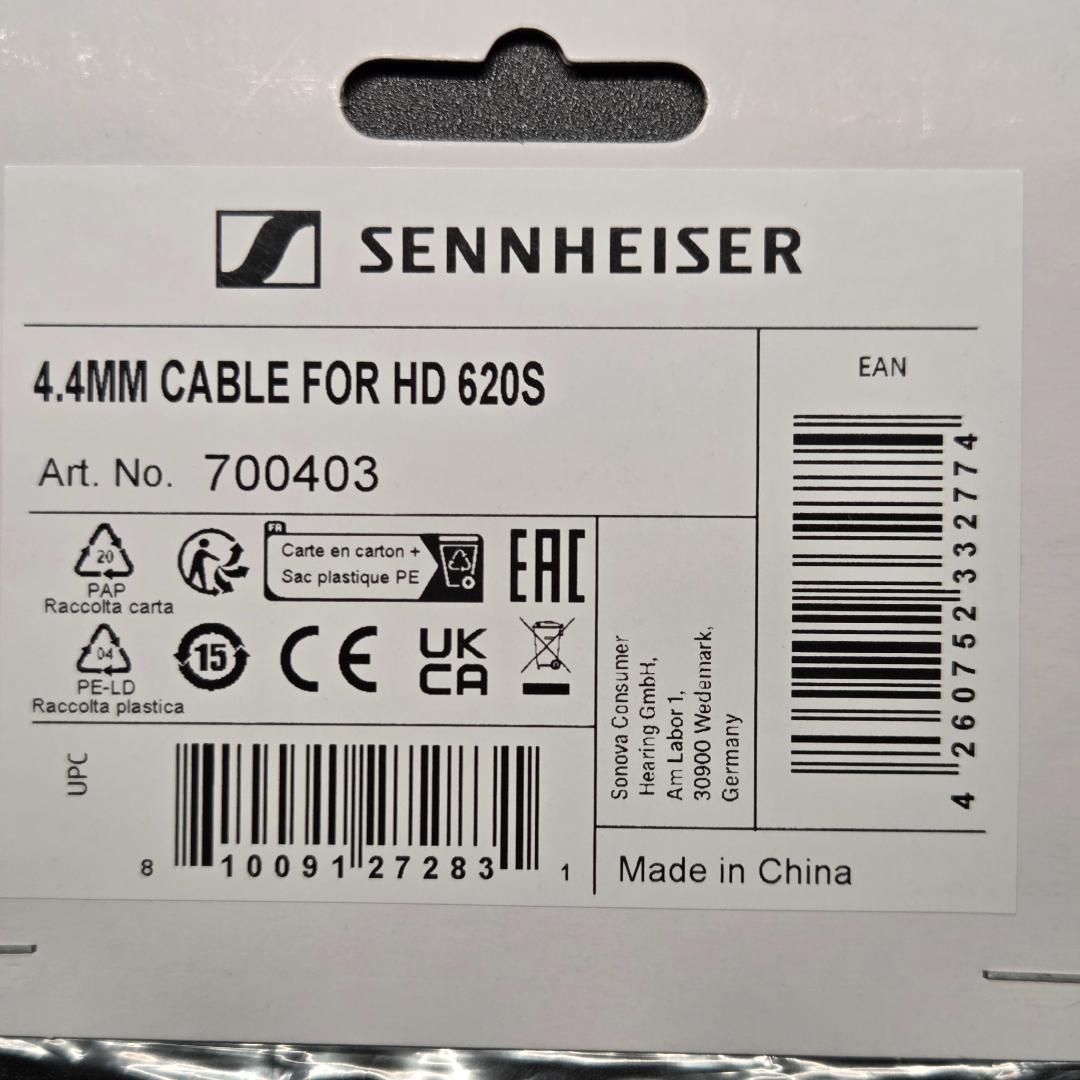 SENNHEISER
4.4MM CABLE FOR HD 620S
Art. No. 700403
EAN
4 260752 332774
20
PAP
Raccolta carta
FR
Carte en carton +
Sac plastique PE
EAC
04
PE-LD
Raccolta plastica
15
CE
UK
CA
Sonova Consumer
Hearing GmbH,
Am Labor 1,
30900 Wedemark,
Germany
UPC
8 10091 27283 1
Made in China